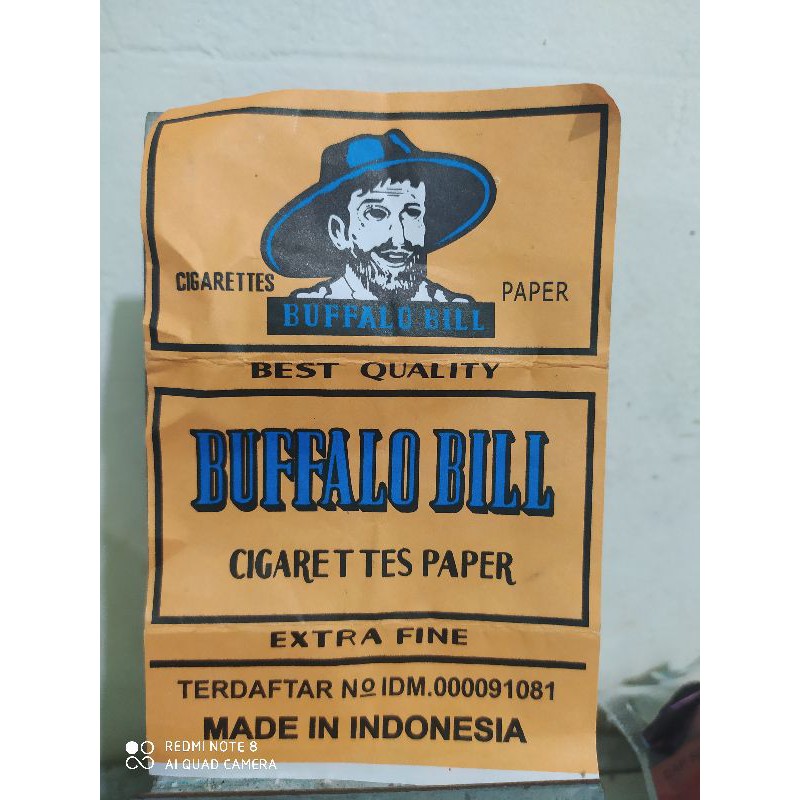 CIGARETTES
PAPER
BUFFALO BILL
BEST QUALITY
BUFFALO BILL
CIGARETTES PAPER
EXTRA FINE
TERDAFTAR Nº IDM.000091081
MADE IN INDONESIA
REDMI NOTE 8
AI QUAD CAMERA